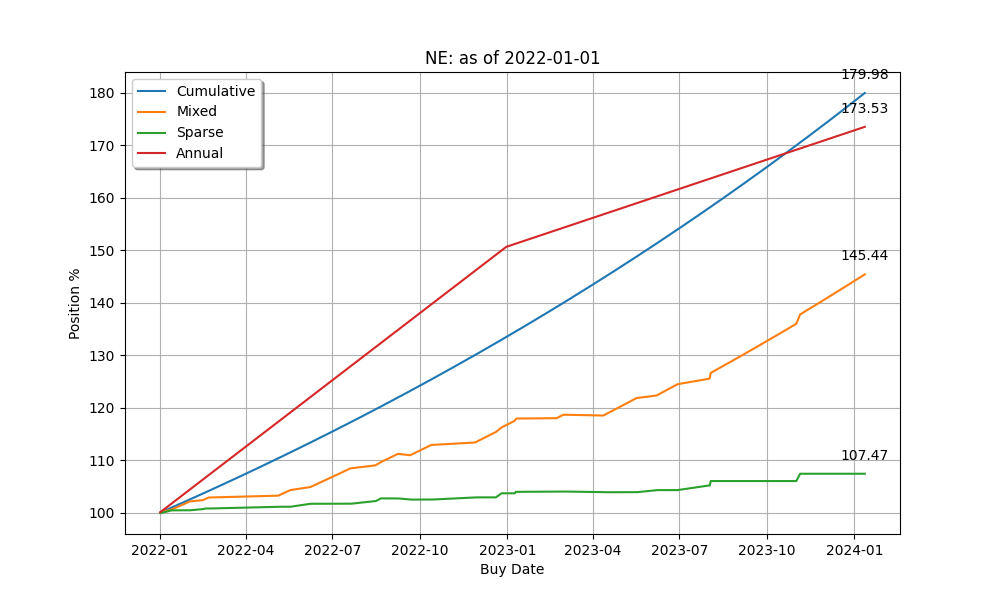 NE: as of 2022-01-01
Cumulative
Mixed
Sparse
Annual
179.98
173.53
145.44
107.47
180
170
160
150
140
130
120
110
100
Position %
2022-01 2022-04 2022-07 2022-10 2023-01 2023-04 2023-07 2023-10 2024-01
Buy Date